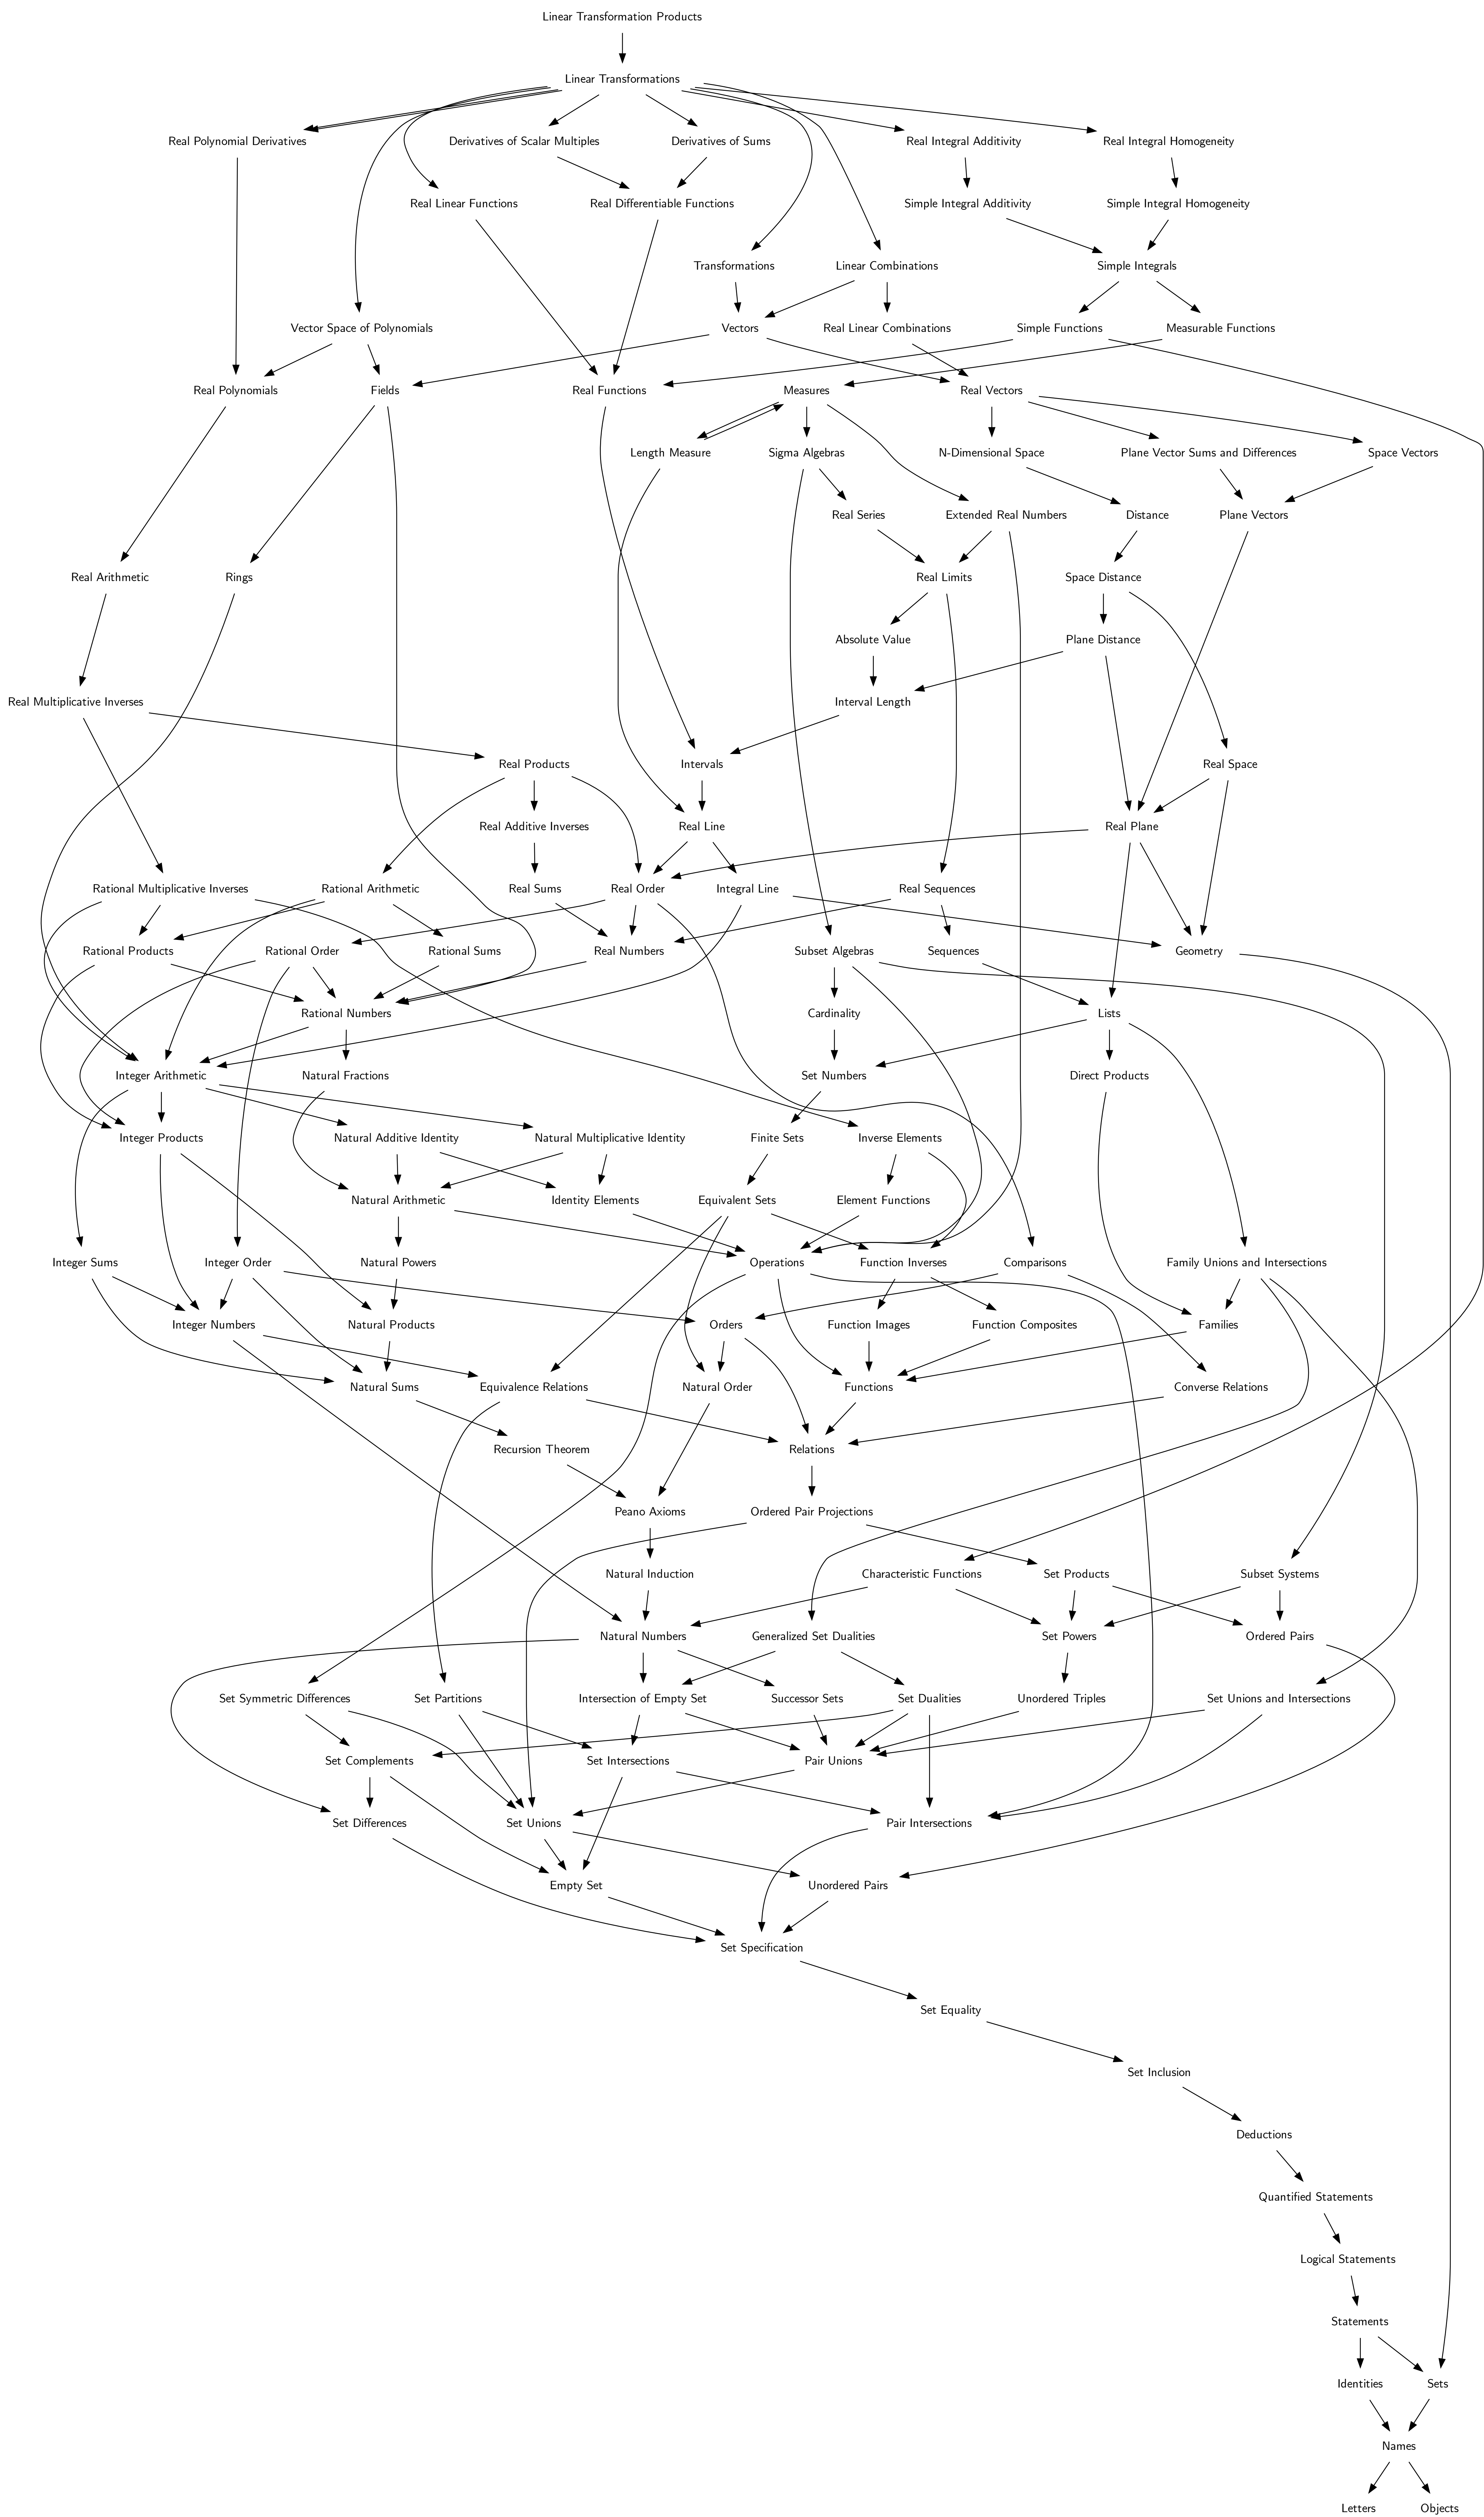 Linear Transformation Products
Linear Transformations
Real Polynomial Derivatives
Derivatives of Scalar Multiples
Derivatives of Sums
Real Integral Additivity
Real Integral Homogeneity
Real Linear Functions
Real Differentiable Functions
Simple Integral Additivity
Simple Integral Homogeneity
Transformations
Linear Combinations
Simple Integrals
Vector Space of Polynomials
Vectors
Real Linear Combinations
Simple Functions
Measurable Functions
Real Polynomials
Fields
Real Functions
Measures
Real Vectors
Length Measure
Sigma Algebras
N-Dimensional Space
Plane Vector Sums and Differences
Space Vectors
Real Series
Extended Real Numbers
Distance
Plane Vectors
Real Arithmetic
Rings
Real Limits
Space Distance
Absolute Value
Plane Distance
Real Multiplicative Inverses
Interval Length
Real Products
Intervals
Real Space
Real Additive Inverses
Real Line
Real Plane
Rational Multiplicative Inverses
Rational Arithmetic
Real Sums
Real Order
Integral Line
Real Sequences
Rational Products
Rational Order
Rational Sums
Real Numbers
Subset Algebras
Sequences
Geometry
Rational Numbers
Cardinality
Lists
Integer Arithmetic
Natural Fractions
Set Numbers
Direct Products
Integer Products
Natural Additive Identity
Natural Multiplicative Identity
Finite Sets
Inverse Elements
Natural Arithmetic
Identity Elements
Equivalent Sets
Element Functions
Integer Sums
Integer Order
Natural Powers
Operations
Function Inverses
Comparisons
Family Unions and Intersections
Integer Numbers
Natural Products
Orders
Function Images
Function Composites
Families
Natural Sums
Equivalence Relations
Natural Order
Functions
Converse Relations
Recursion Theorem
Relations
Peano Axioms
Ordered Pair Projections
Natural Induction
Characteristic Functions
Set Products
Subset Systems
Natural Numbers
Generalized Set Dualities
Set Powers
Ordered Pairs
Set Symmetric Differences
Set Partitions
Intersection of Empty Set
Successor Sets
Set Dualities
Unordered Triples
Set Unions and Intersections
Set Complements
Set Intersections
Pair Unions
Set Differences
Set Unions
Pair Intersections
Empty Set
Unordered Pairs
Set Specification
Set Equality
Set Inclusion
Deductions
Quantified Statements
Logical Statements
Statements
Identities
Sets
Names
Letters
Objects